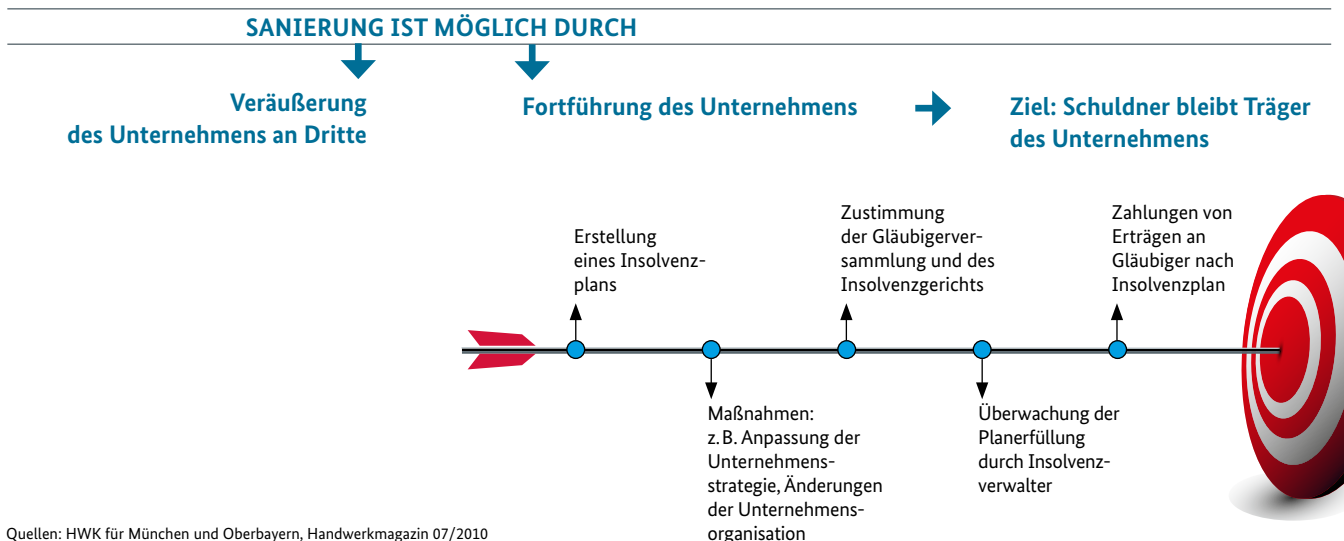 SANIERUNG IST MÖGLICH DURCH
Veräußerung
des Unternehmens an Dritte
Fortführung des Unternehmens
Ziel: Schuldner bleibt Träger
des Unternehmens
Erstellung
eines Insolvenz-
plans
Maßnahmen:
z. B. Anpassung der
Unternehmens-
strategie, Änderungen
der Unternehmens-
organisation
Zustimmung
der Gläubigerver-
sammlung und des
Insolvenzgerichts
Überwachung der
Planerfüllung
durch Insolvenz-
verwalter
Zahlungen von
Erträgen an
Gläubiger nach
Insolvenzplan
Quellen: HWK für München und Oberbayern, Handwerkmagazin 07/2010